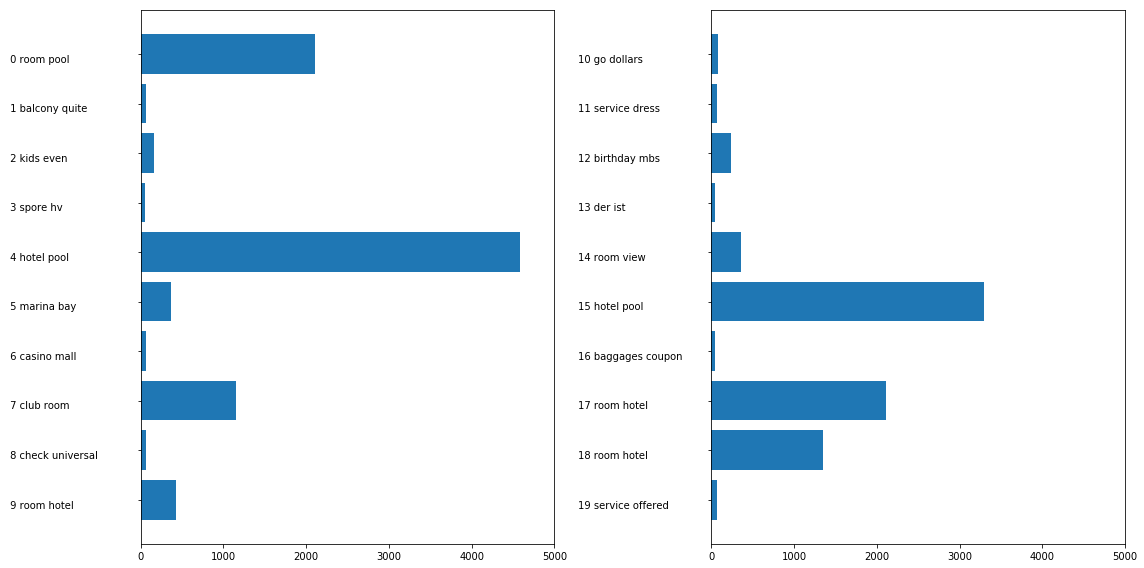 0 room pool
1 balcony quite
2 kids even
3 spore hv
4 hotel pool
5 marina bay
6 casino mall
7 club room
8 check universal
9 room hotel
0 1000 2000 3000 4000 5000
10 go dollars
11 service dress
12 birthday mbs
13 der ist
14 room view
15 hotel pool
16 baggages coupon
17 room hotel
18 room hotel
19 service offered
0 1000 2000 3000 4000 5000